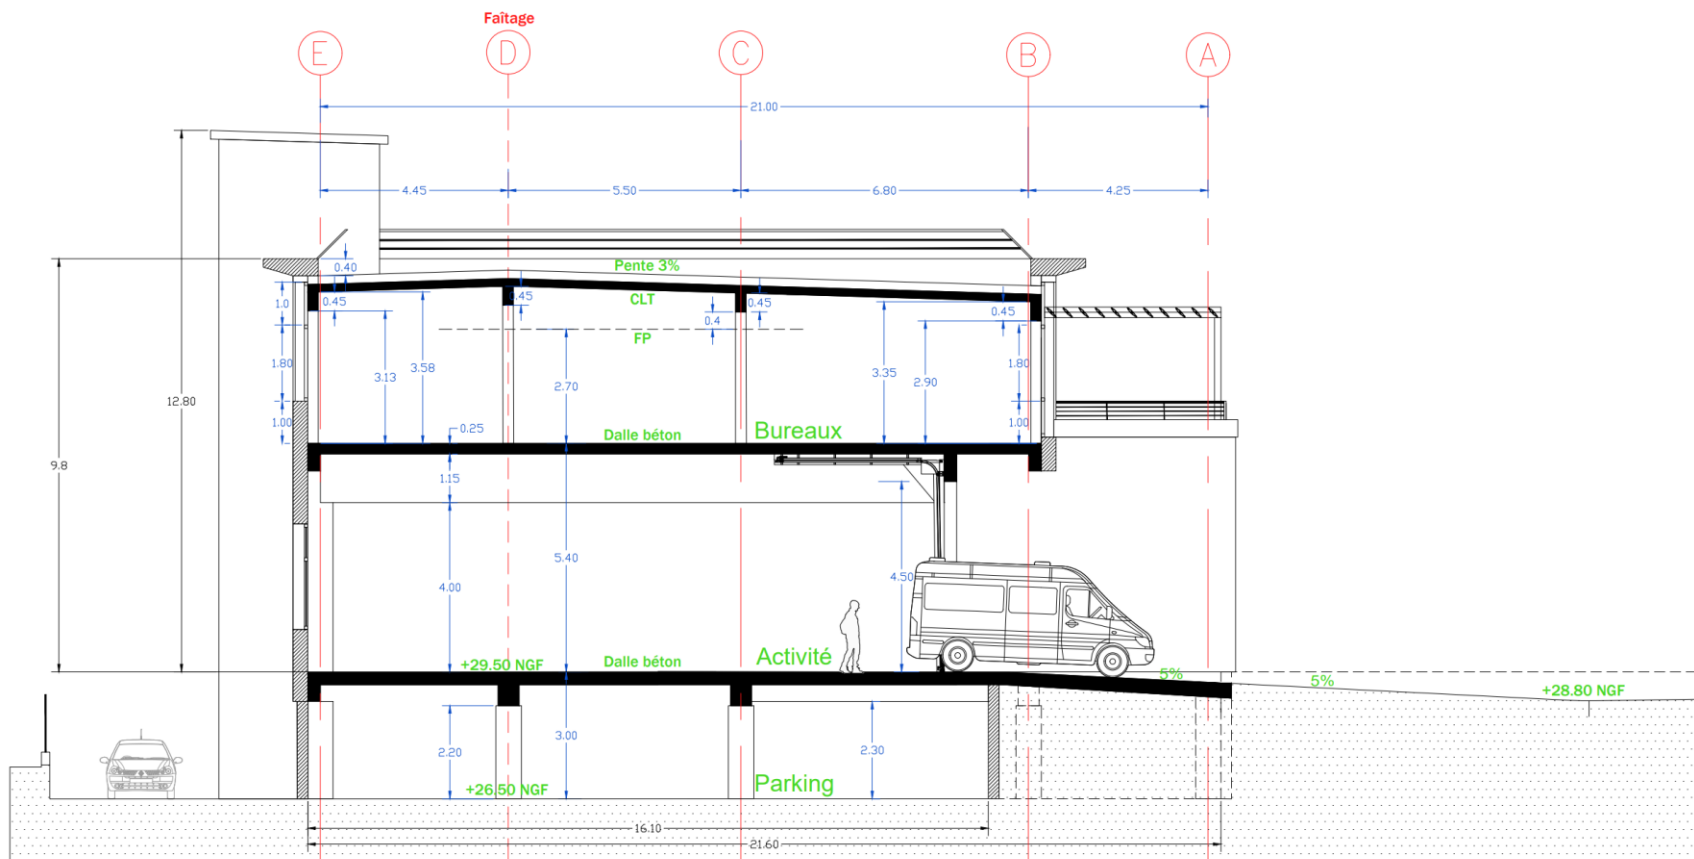 Faîtage
E D C B A
21.00
4.45 5.50 6.80 4.25
0.40
Pente 3%
1.0 0.45 0.45 0.45 0.45
CLT
0.4
FP
1.80 3.13 3.58 2.70 3.35 2.90 1.80
12.80
1.00 0.25 Dalle béton Bureaux 1.00
9.8
1.15
4.00 5.40 4.50
+29.50 NGF Dalle béton Activité
5% 5% +28.80 NGF
2.20 3.00 2.30
+26.50 NGF Parking
16.10
21.60